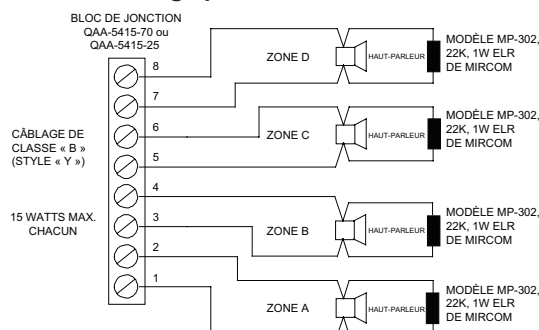 BLOC DE JONCTION
QAA-5415-70 ou
QAA-5415-25
8
7
6
5
4
3
2
1
CÂBLAGE DE
CLASSE « B »
(STYLE « Y »)
15 WATTS MAX.
CHACUN
ZONE D
HAUT-PARLEUR
MODÈLE MP-302,
22K, 1W ELR
DE MIRCOM
ZONE C
HAUT-PARLEUR
MODÈLE MP-302,
22K, 1W ELR
DE MIRCOM
ZONE B
HAUT-PARLEUR
MODÈLE MP-302,
22K, 1W ELR
DE MIRCOM
ZONE A
HAUT-PARLEUR
MODÈLE MP-302,
22K, 1W ELR
DE MIRCOM